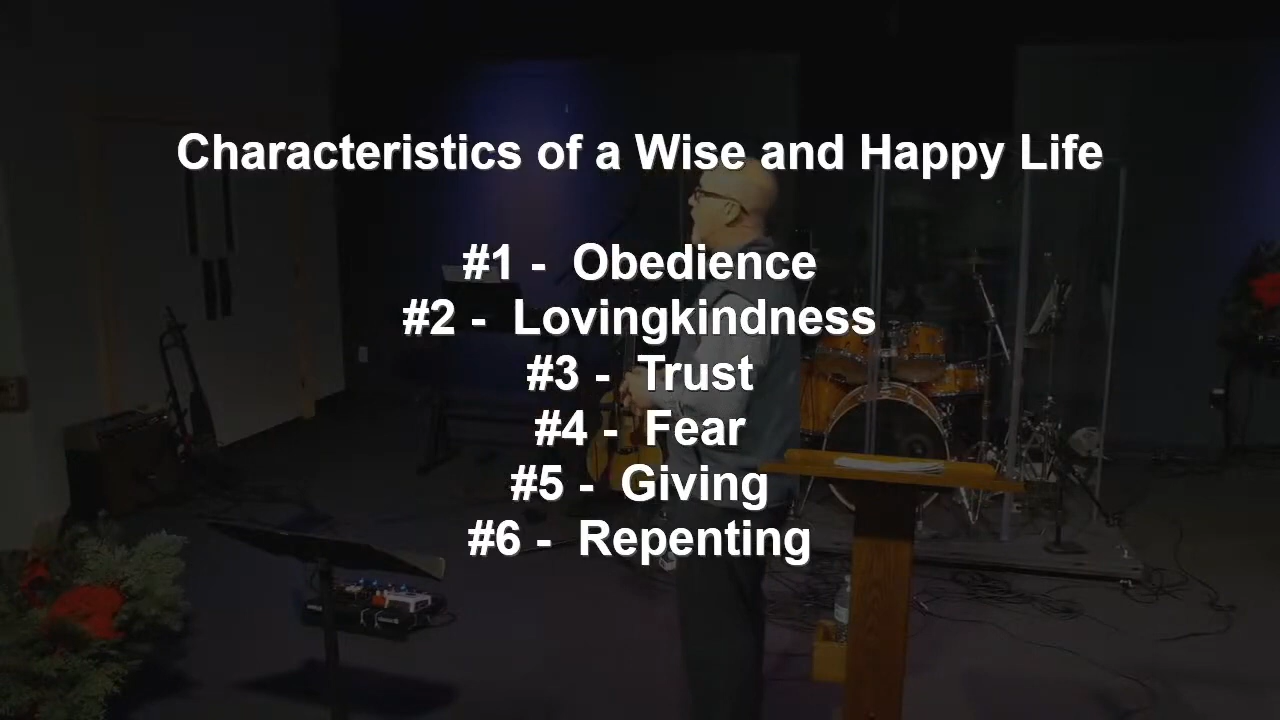 Characteristics of a Wise and Happy Life
#1 - Obedience
#2 - Lovingkindness
#3 - Trust
#4 - Fear
#5 - Giving
#6 - Repenting